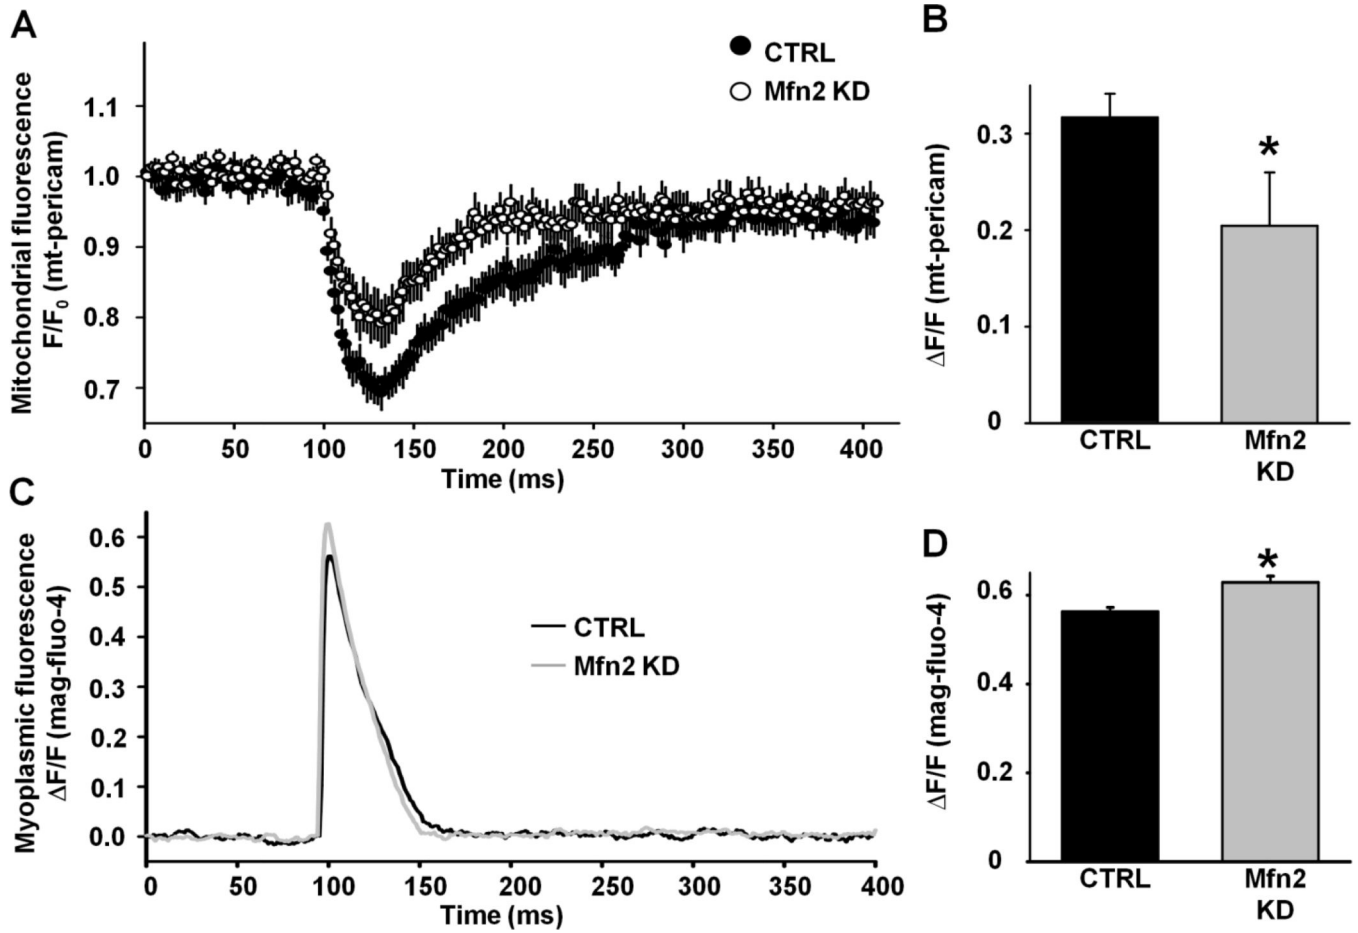 A
Mitochondrial fluorescence
F/F0 (mt-pericam)
1.1
1.0
0.9
0.8
0.7
CTRL
Mfn2 KD
0 50 100 150 200 250 300 350 400
Time (ms)
B
ΔF/F (mt-pericam)
0.3
0.2
0.1
0
*
CTRL Mfn2
KD
C
Myoplasmic fluorescence
ΔF/F (mag-fluo-4)
0.6
0.5
0.4
0.3
0.2
0.1
0.0
CTRL
Mfn2 KD
0 50 100 150 200 250 300 350 400
Time (ms)
D
ΔF/F (mag-fluo-4)
0.6
0.4
0.2
0
*
CTRL Mfn2
KD